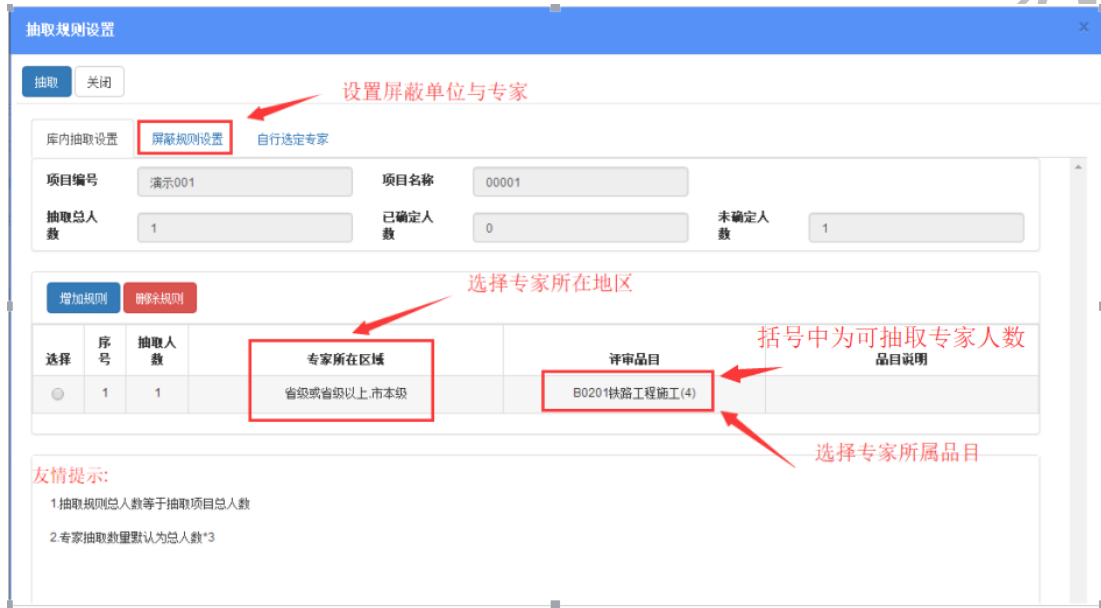 抽取规则设置
×
抽取
关闭
设置屏蔽单位与专家
库内抽取设置
屏蔽规则设置
自行选定专家
项目编号
演示001
项目名称
00001
抽取总人
数
1
已确定人
数
0
未确定人
数
1
选择专家所在地区
增加规则
删除规则
括号中为可抽取专家人数
选择
序
号
抽取人
数
专家所在区域
评审品目
品目说明
1
1
省级或省级以上,市本级
B0201铁路工程施工(4)
选择专家所属品目
友情提示:
1.抽取规则总人数等于抽取项目总人数
2.专家抽取数量默认为总人数*3